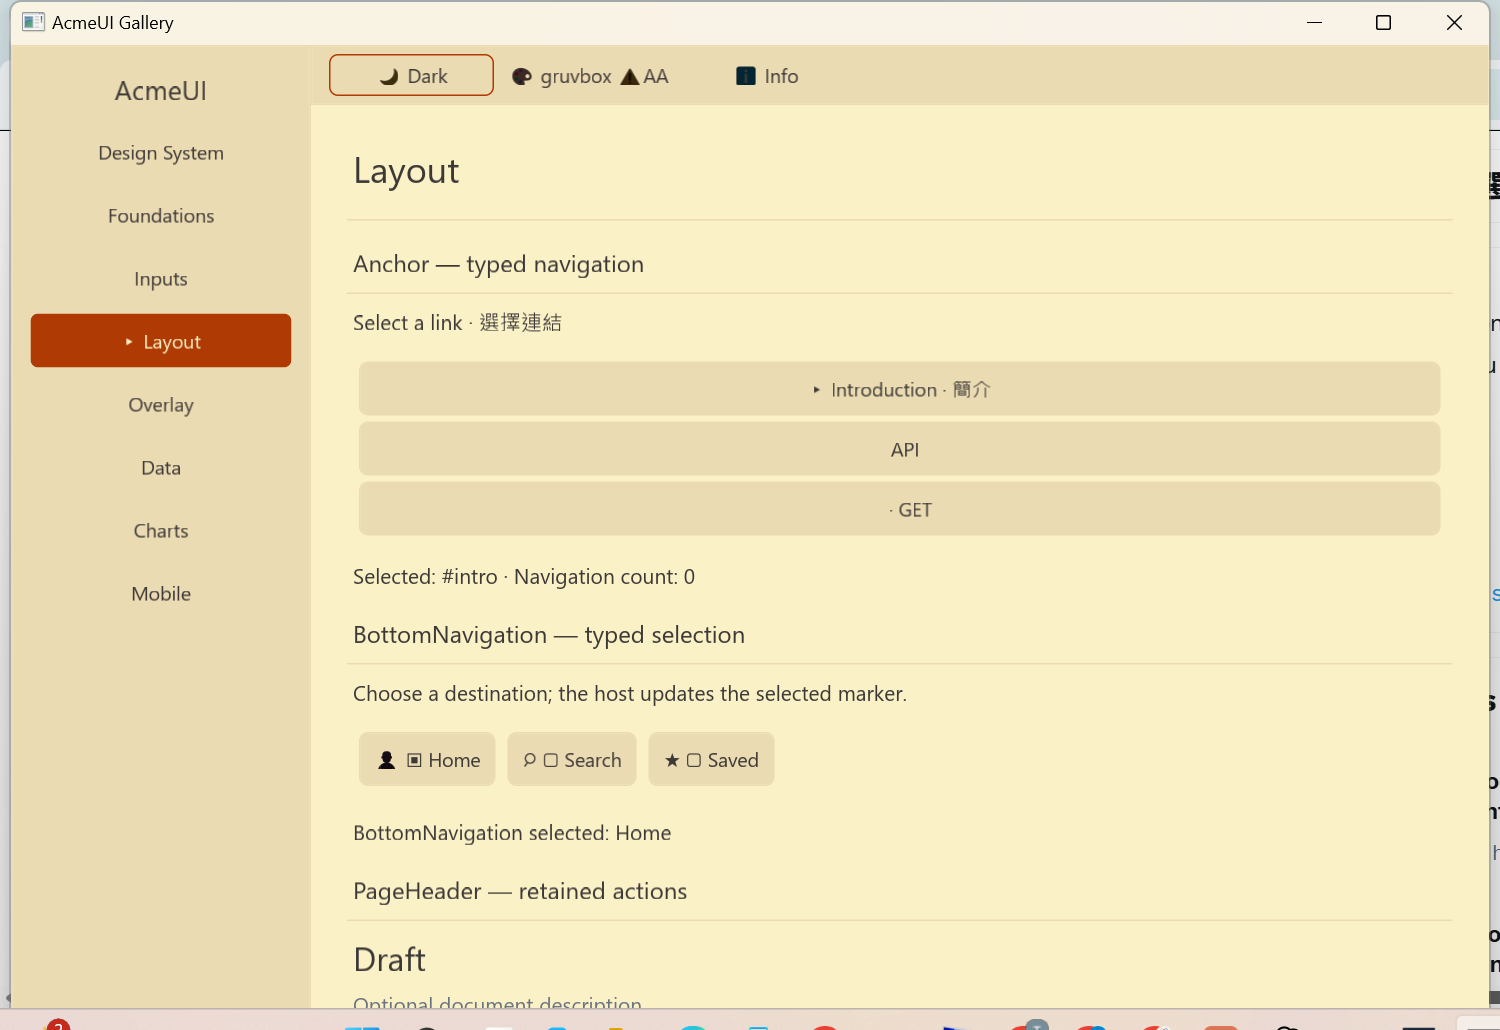 AcmeUI Gallery
AcmeUI
Design System
Foundations
Inputs
▸ Layout
Overlay
Data
Charts
Mobile
🌙 Dark
🎨 gruvbox ⚠ AA
ℹ Info
Layout
Anchor — typed navigation
Select a link · 選擇連結
▸ Introduction · 簡介
API
· GET
Selected: #intro · Navigation count: 0
BottomNavigation — typed selection
Choose a destination; the host updates the selected marker.
👤 ▣ Home
⌕ ▢ Search
★ ▢ Saved
BottomNavigation selected: Home
PageHeader — retained actions
Draft
Optional document description
2